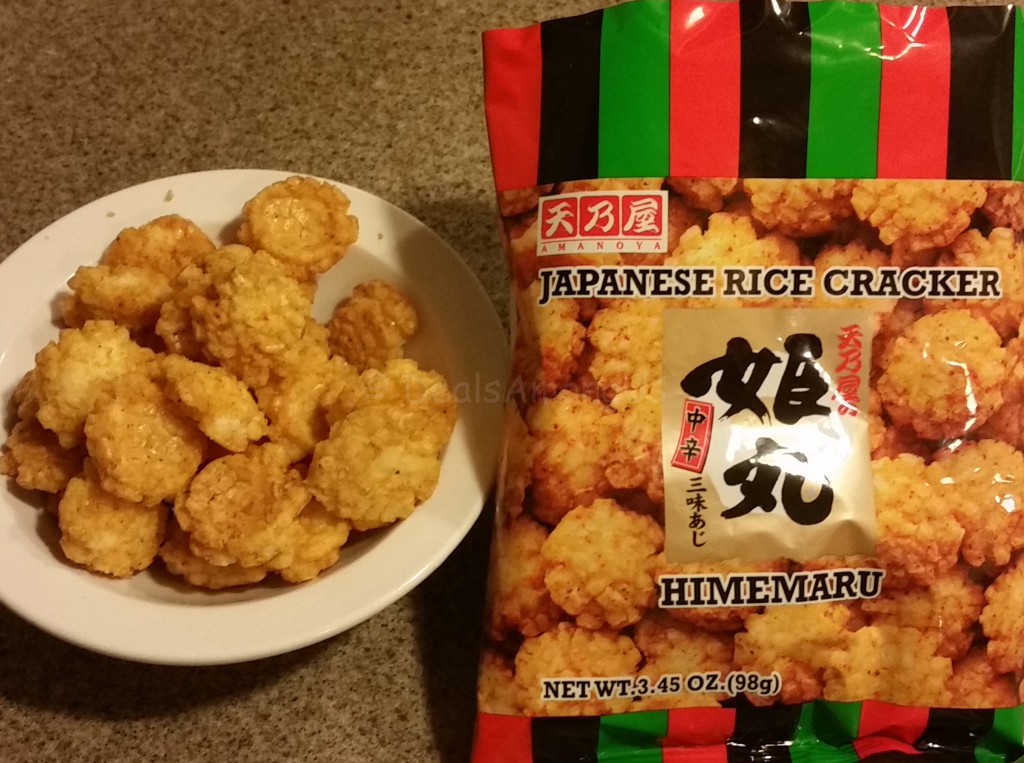 天乃屋
AMANOYA
JAPANESE RICE CRACKER
天乃屋の
姫丸
中辛
三味あじ
HIMEMARU
NET WT.3.45 OZ.(98g)